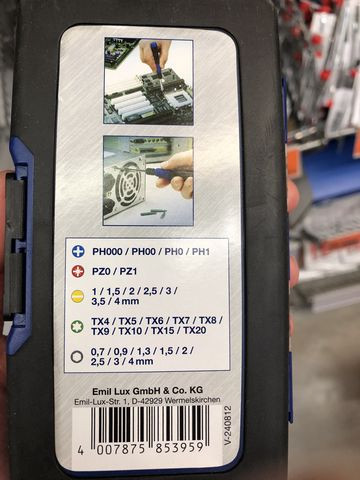 PH000 / PH00 / PH0 / PH1
PZ0 / PZ1
1 / 1,5 / 2 / 2,5 / 3 /
3,5 / 4 mm
TX4 / TX5 / TX6 / TX7 / TX8 /
TX9 / TX10 / TX15 / TX20
0,7 / 0,9 / 1,3 / 1,5 / 2 /
2,5 / 3 / 4 mm
Emil Lux GmbH & Co. KG
Emil-Lux-Str. 1, D-42929 Wermelskirchen
4 007875 853959
V-240812